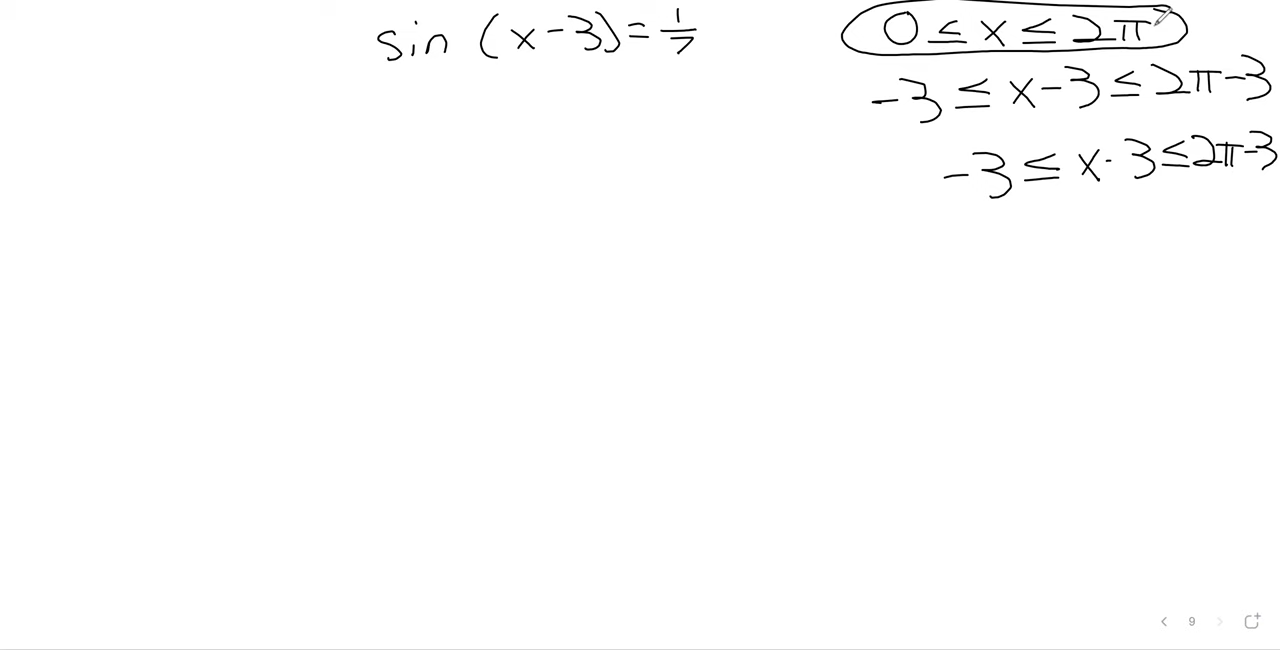 sin (x-3)=1/7
0 ≤ x ≤ 2π
-3 ≤ x-3 ≤ 2π-3
-3 ≤ x-3 ≤ 2π-3
9